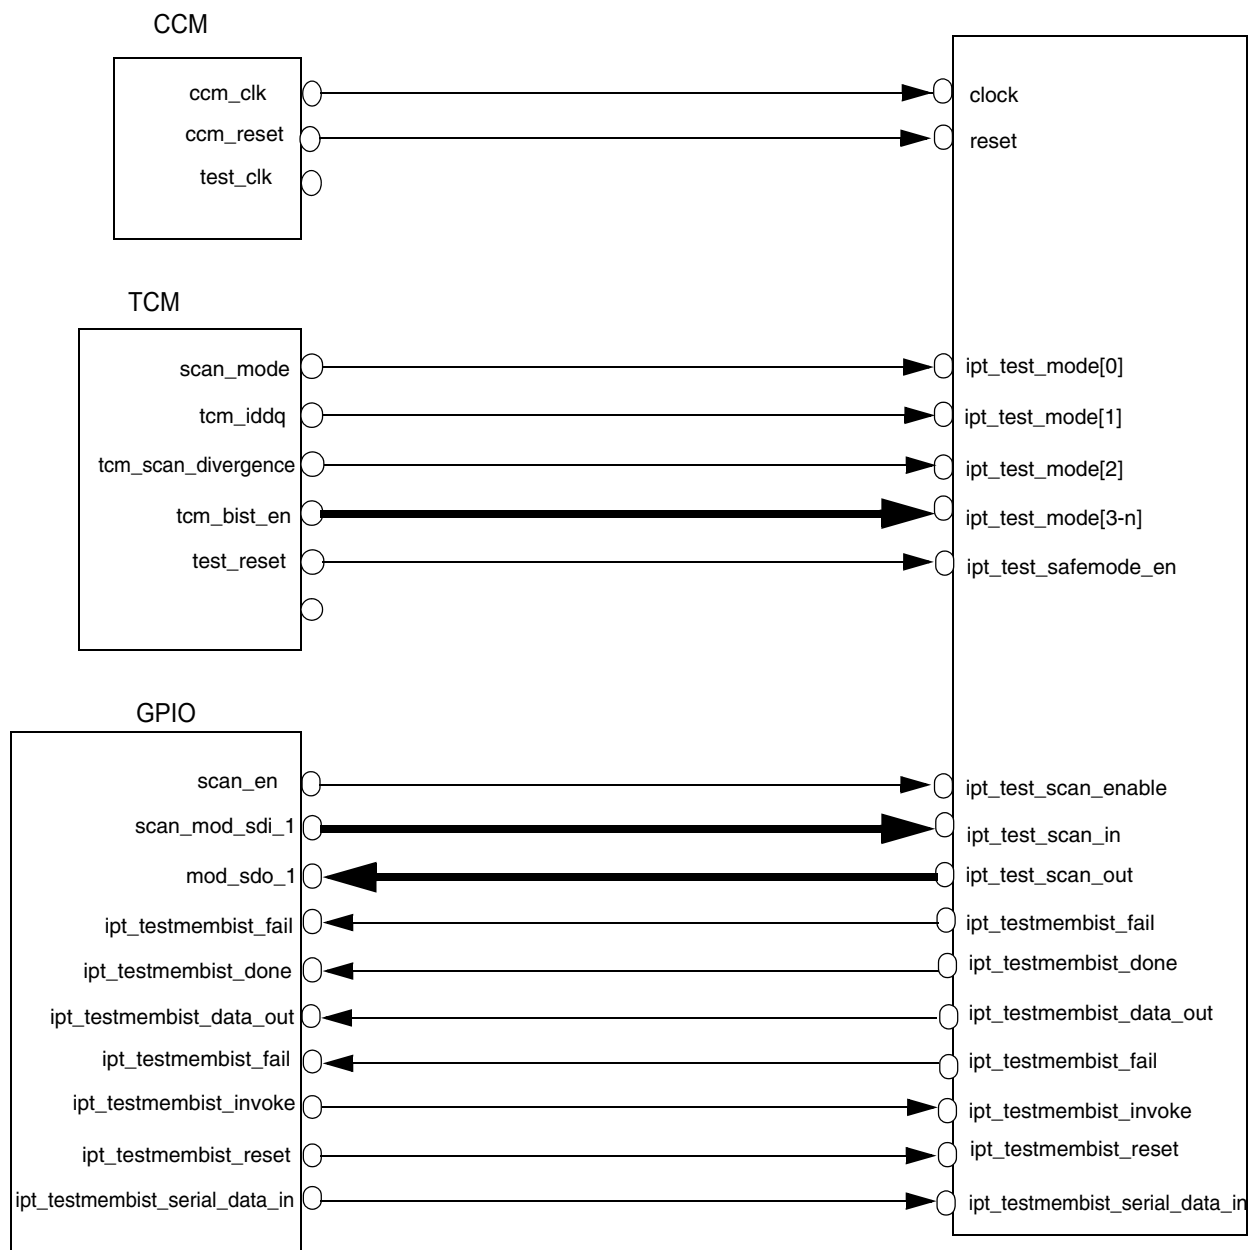 CCM
ccm_clk
clock
ccm_reset
reset
test_clk
TCM
scan_mode
ipt_test_mode[0]
tcm_iddq
ipt_test_mode[1]
tcm_scan_divergence
ipt_test_mode[2]
tcm_bist_en
ipt_test_mode[3-n]
test_reset
ipt_test_safemode_en
GPIO
scan_en
ipt_test_scan_enable
scan_mod_sdi_1
ipt_test_scan_in
mod_sdo_1
ipt_test_scan_out
ipt_testmembist_fail
ipt_testmembist_fail
ipt_testmembist_done
ipt_testmembist_done
ipt_testmembist_data_out
ipt_testmembist_data_out
ipt_testmembist_fail
ipt_testmembist_fail
ipt_testmembist_invoke
ipt_testmembist_invoke
ipt_testmembist_reset
ipt_testmembist_reset
ipt_testmembist_serial_data_in
ipt_testmembist_serial_data_in